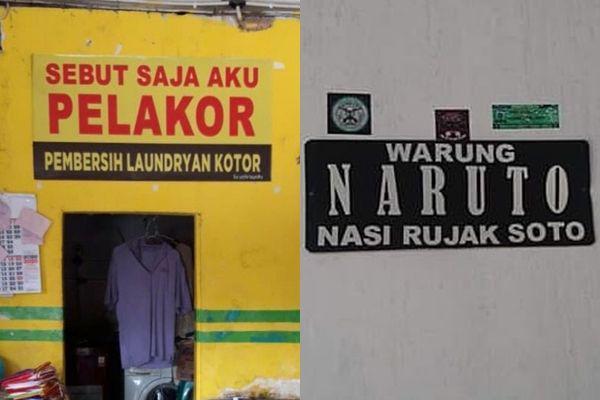 SEBUT SAJA AKU
PELAKOR
PEMBERSIH LAUNDRYAN KOTOR
WARUNG
NARUTO
NASI RUJAK SOTO